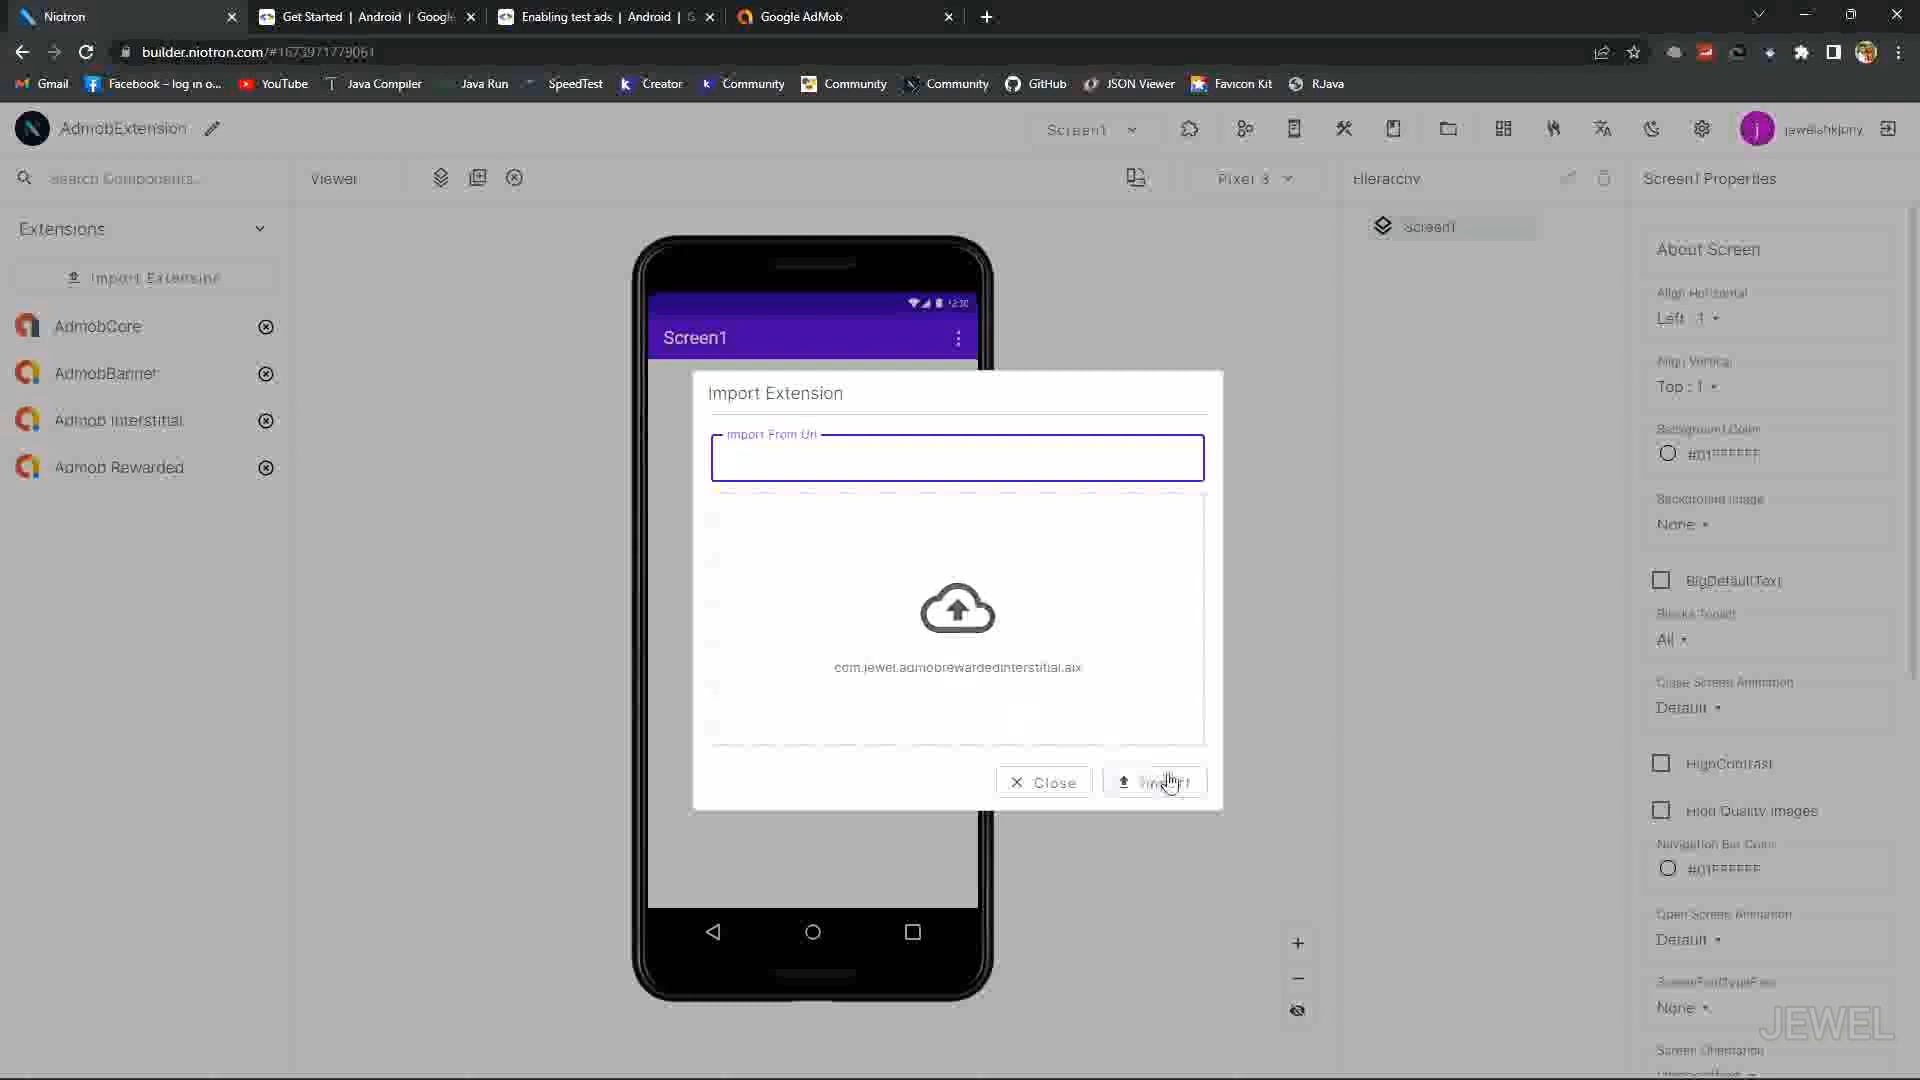 Niotron
Get Started | Android | Google
Enabling test ads | Android | G
Google AdMob
builder.niotron.com/#1673971779061
Gmail
Facebook – log in o...
YouTube
Java Compiler
Java Run
SpeedTest
Creator
Community
Community
Community
GitHub
JSON Viewer
Favicon Kit
RJava
AdmobExtension
Screen1
j
Search Components...
Viewer
Pixel 3
Hierarchy
Screen1 Properties
Extensions
Import Extension
AdmobCore
AdmobBanner
Admob Interstitial
Admob Rewarded
12:30
Screen1
Import Extension
Import From Url
com.jewel.admobrewardedinterstitial.aix
Close
Screen1
About Screen
Align Horizontal
Left : 1
Align Vertical
Top : 1
Background Color
#01FFFFFF
Background Image
None
BigDefaultText
Blocks Toolkit
All
Close Screen Animation
Default
HighContrast
High Quality Images
Navigation Bar Color
#01FFFFFF
Open Screen Animation
Default
None
Screen Orientation
JEWEL